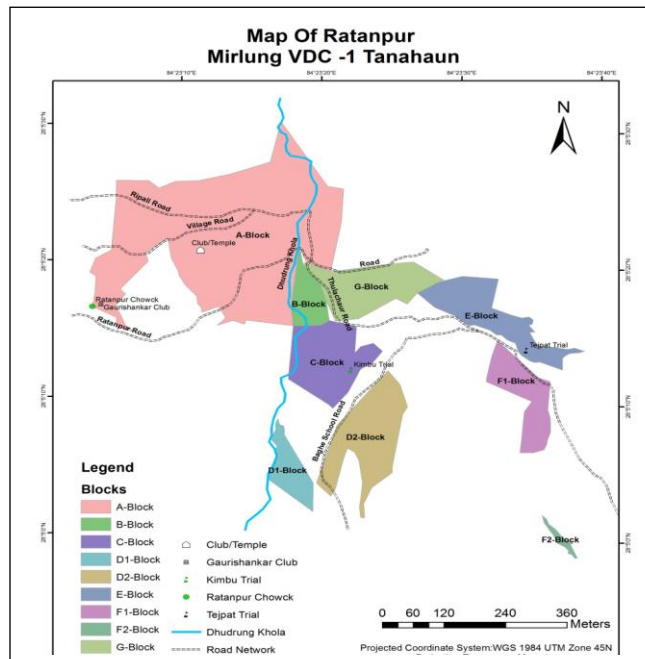 Map Of Ratanpur
Mirlung VDC -1 Tanahaun
84°23'10"E
84°23'20"E
84°23'30"E
84°23'40"E
N
Ripali Road
Village Road
A-Block
Club/Temple
Dhudrung Khola
Road
G-Block
Thulachaur Road
B-Block
Ratanpur Chowck
Gaurishankar Club
Ratanpur Road
E-Block
Tejpat Trial
C-Block
Kimbu Trial
F1-Block
Baghe School Road
D2-Block
D1-Block
F2-Block
Legend
Blocks
A-Block
B-Block
C-Block
D1-Block
D2-Block
E-Block
F1-Block
F2-Block
G-Block
Club/Temple
Gaurishankar Club
Kimbu Trial
Ratanpur Chowck
Tejpat Trial
Dhudrung Khola
Road Network
0 30 60 120 240 360
Meters
Projected Coordinate System:WGS 1984 UTM Zone 45N